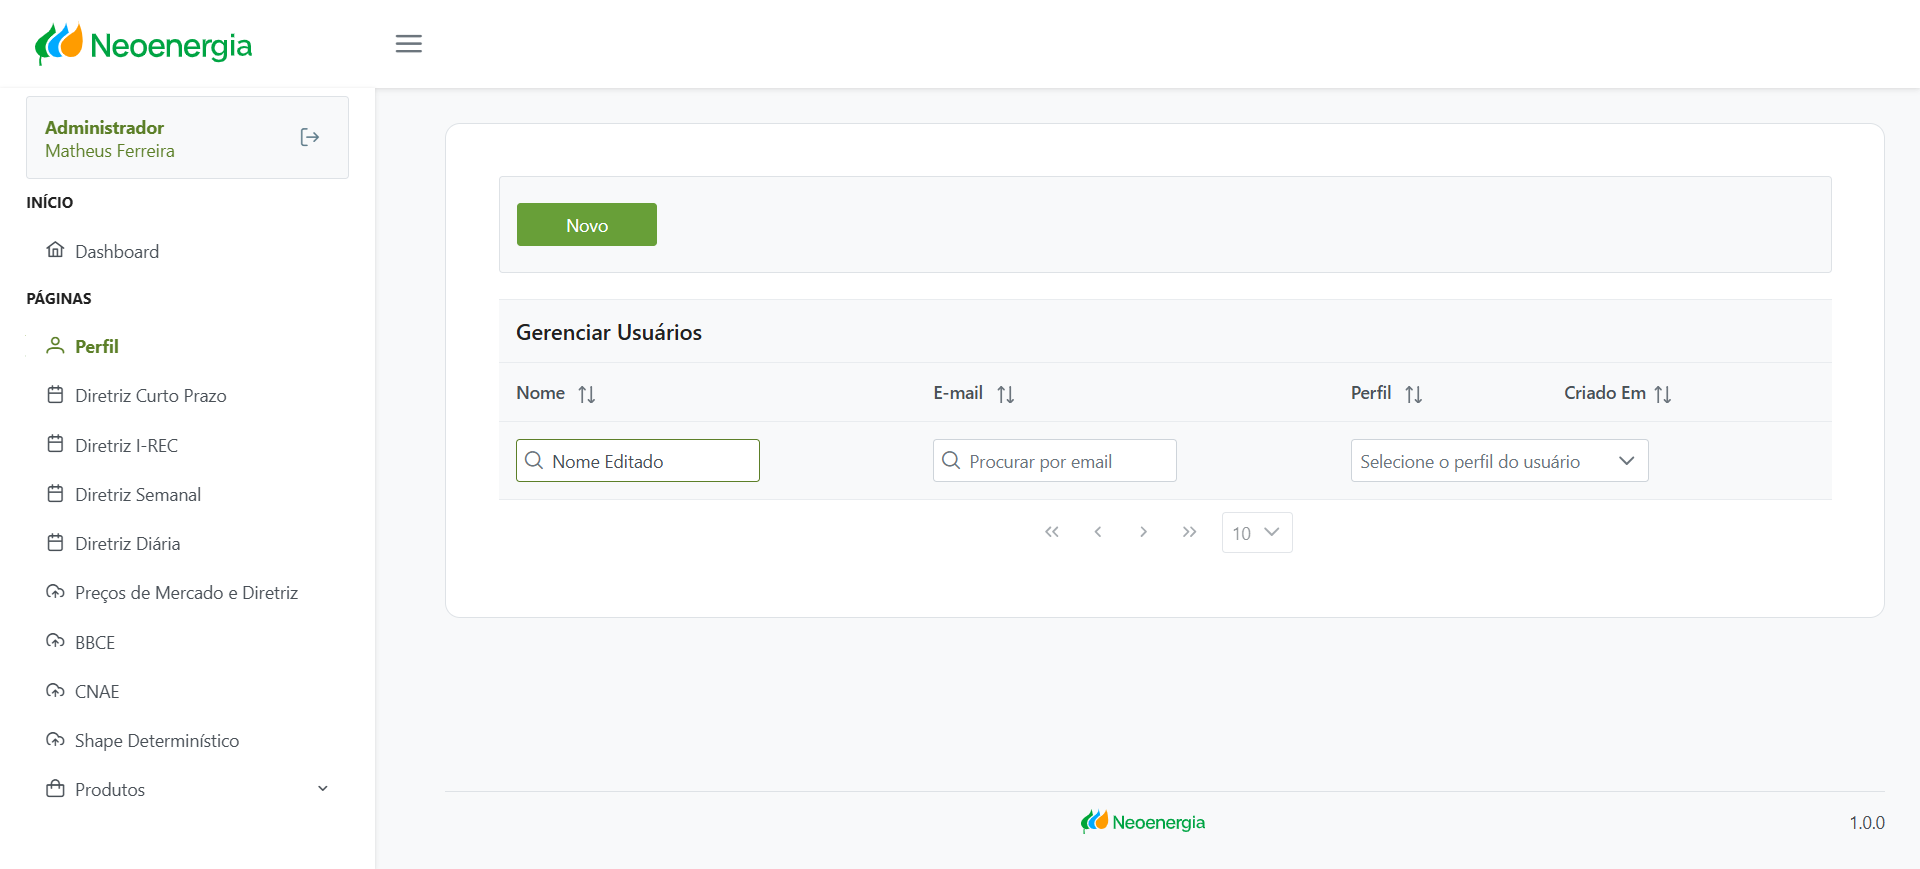 Neoenergia
Administrador
Matheus Ferreira
INÍCIO
Dashboard
PÁGINAS
Perfil
Diretriz Curto Prazo
Diretriz I-REC
Diretriz Semanal
Diretriz Diária
Preços de Mercado e Diretriz
BBCE
CNAE
Shape Determinístico
Produtos
Novo
Gerenciar Usuários
Nome E-mail Perfil Criado Em
Nome Editado Procurar por email Selecione o perfil do usuário
10
Neoenergia 1.0.0